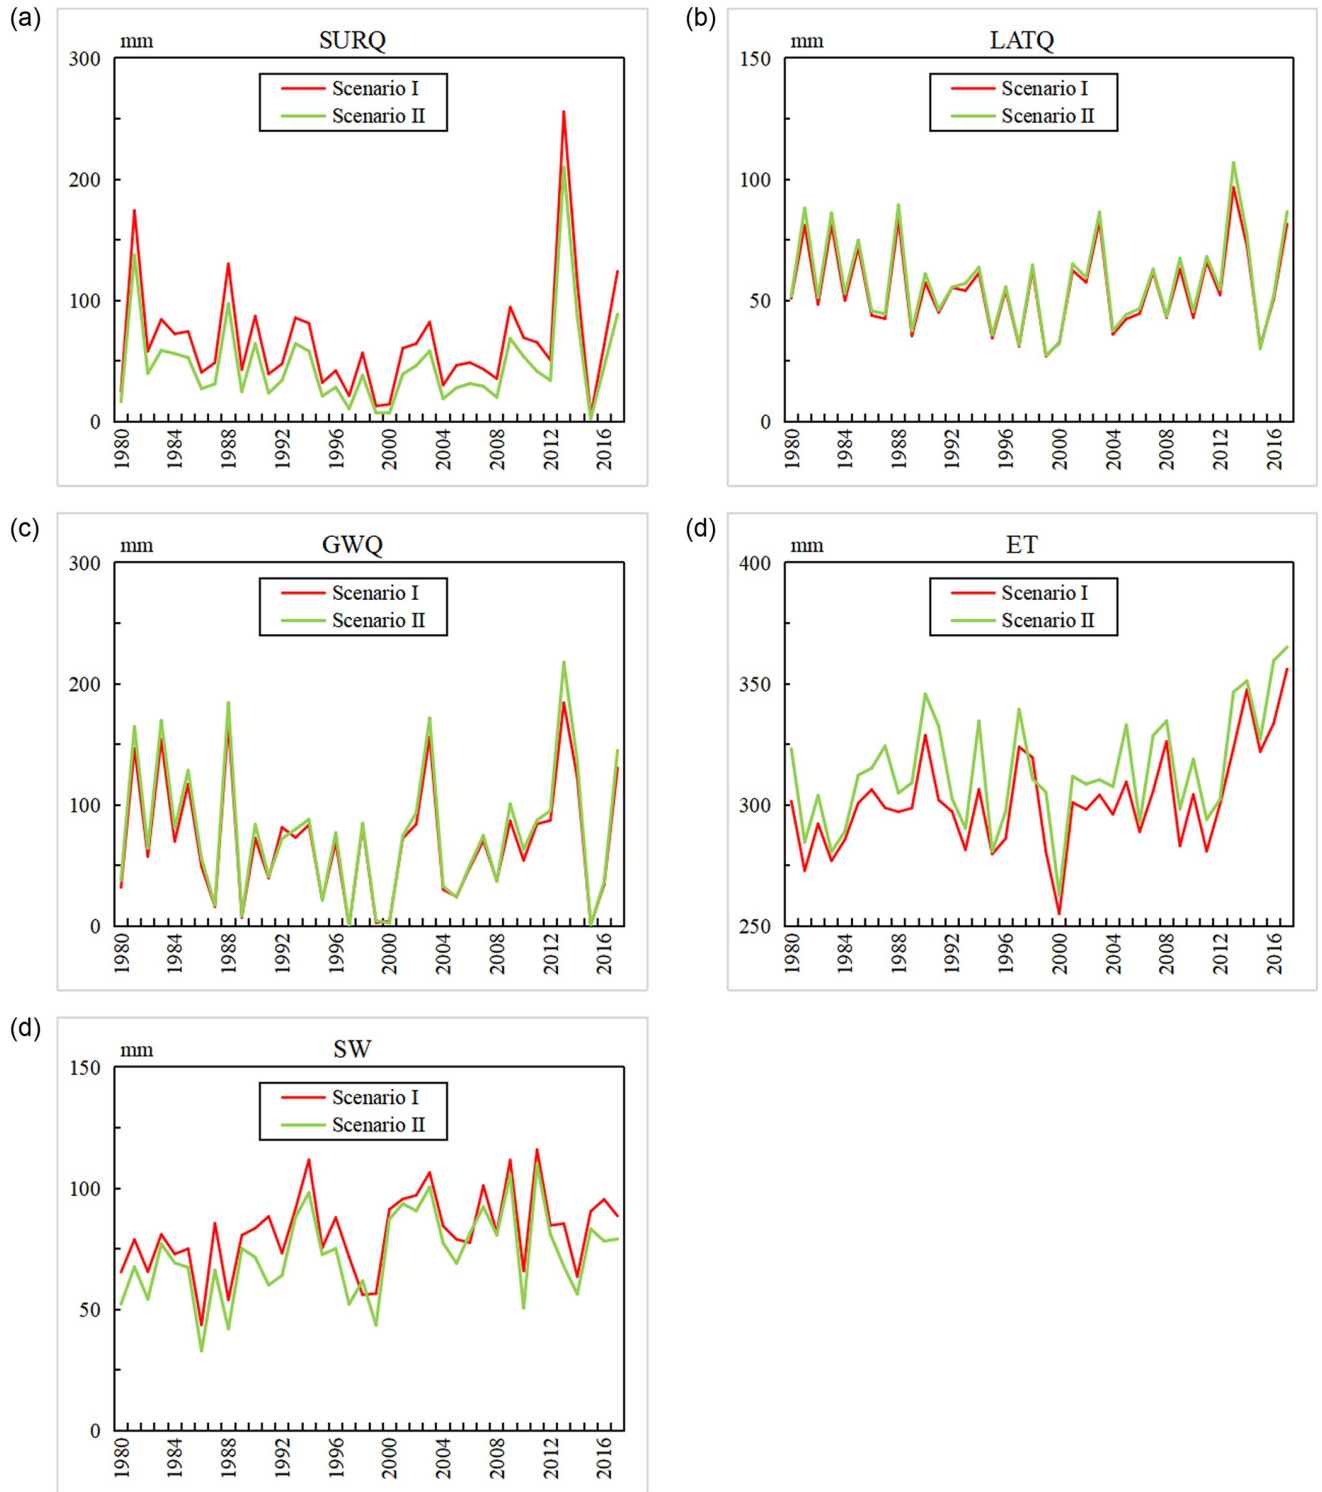 (a)
mm SURQ
Scenario I
Scenario II
300
200
100
0
1980 1984 1988 1992 1996 2000 2004 2008 2012 2016
(b)
mm LATQ
Scenario I
Scenario II
150
100
50
0
1980 1984 1988 1992 1996 2000 2004 2008 2012 2016
(c)
mm GWQ
Scenario I
Scenario II
300
200
100
0
1980 1984 1988 1992 1996 2000 2004 2008 2012 2016
(d)
mm ET
Scenario I
Scenario II
400
350
300
250
1980 1984 1988 1992 1996 2000 2004 2008 2012 2016
(d)
mm SW
Scenario I
Scenario II
150
100
50
0
1980 1984 1988 1992 1996 2000 2004 2008 2012 2016